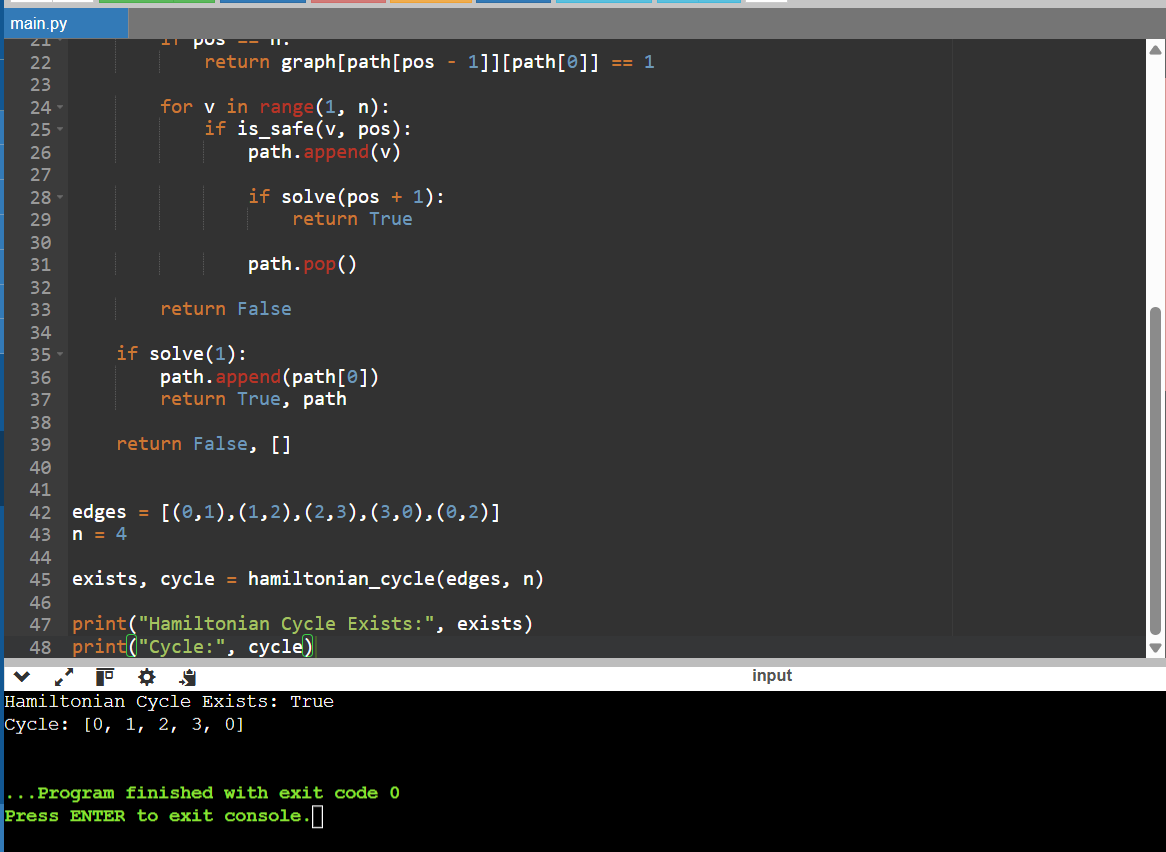 main.py
21 if pos == n:
22 return graph[path[pos - 1]][path[0]] == 1
23
24 for v in range(1, n):
25 if is_safe(v, pos):
26 path.append(v)
27
28 if solve(pos + 1):
29 return True
30
31 path.pop()
32
33 return False
34
35 if solve(1):
36 path.append(path[0])
37 return True, path
38
39 return False, []
40
41
42 edges = [(0,1),(1,2),(2,3),(3,0),(0,2)]
43 n = 4
44
45 exists, cycle = hamiltonian_cycle(edges, n)
46
47 print("Hamiltonian Cycle Exists:", exists)
48 print("Cycle:", cycle)
input
Hamiltonian Cycle Exists: True
Cycle: [0, 1, 2, 3, 0]
...Program finished with exit code 0
Press ENTER to exit console.